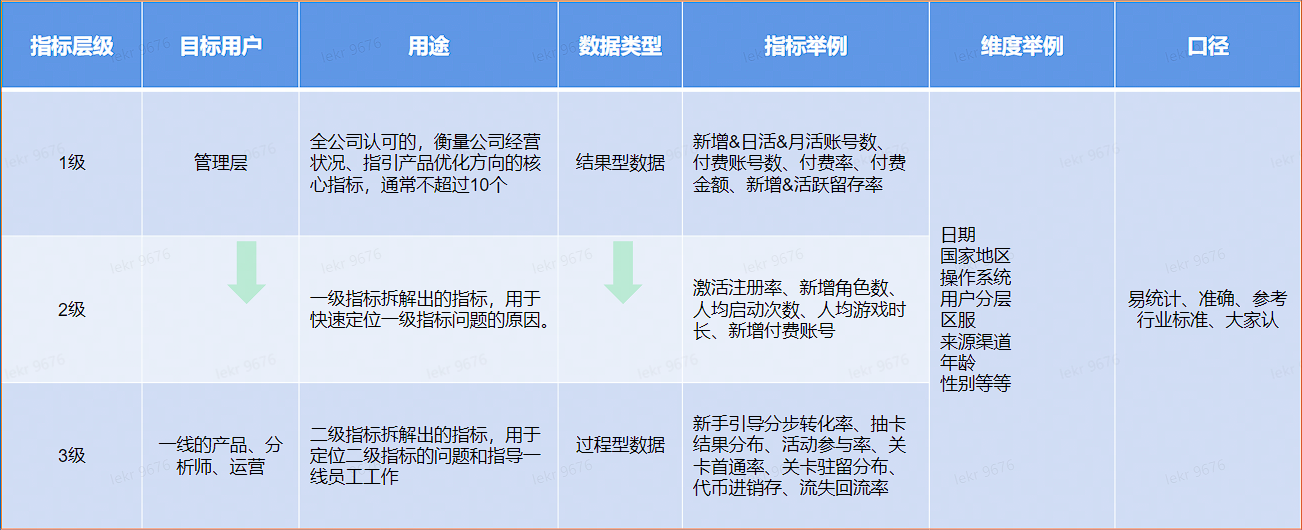 指标层级
目标用户
用途
数据类型
指标举例
维度举例
口径
1级
管理层
全公司认可的，衡量公司经营
状况、指引产品优化方向的核
心指标，通常不超过10个
结果型数据
新增&日活&月活账号数、
付费账号数、付费率、付费
金额、新增&活跃留存率
2级
一级指标拆解出的指标，用于
快速定位一级指标问题的原因。
激活注册率、新增角色数、
人均启动次数、人均游戏时
长、新增付费账号
3级
一线的产品、分
析师、运营
二级指标拆解出的指标，用于
定位二级指标的问题和指导一
线员工工作
过程型数据
新手引导分步转化率、抽卡
结果分布、活动参与率、关
卡首通率、关卡驻留分布、
代币进销存、流失回流率
日期
国家地区
操作系统
用户分层
区服
来源渠道
年龄
性别等等
易统计、准确、参考
行业标准、大家认
lekr 9676